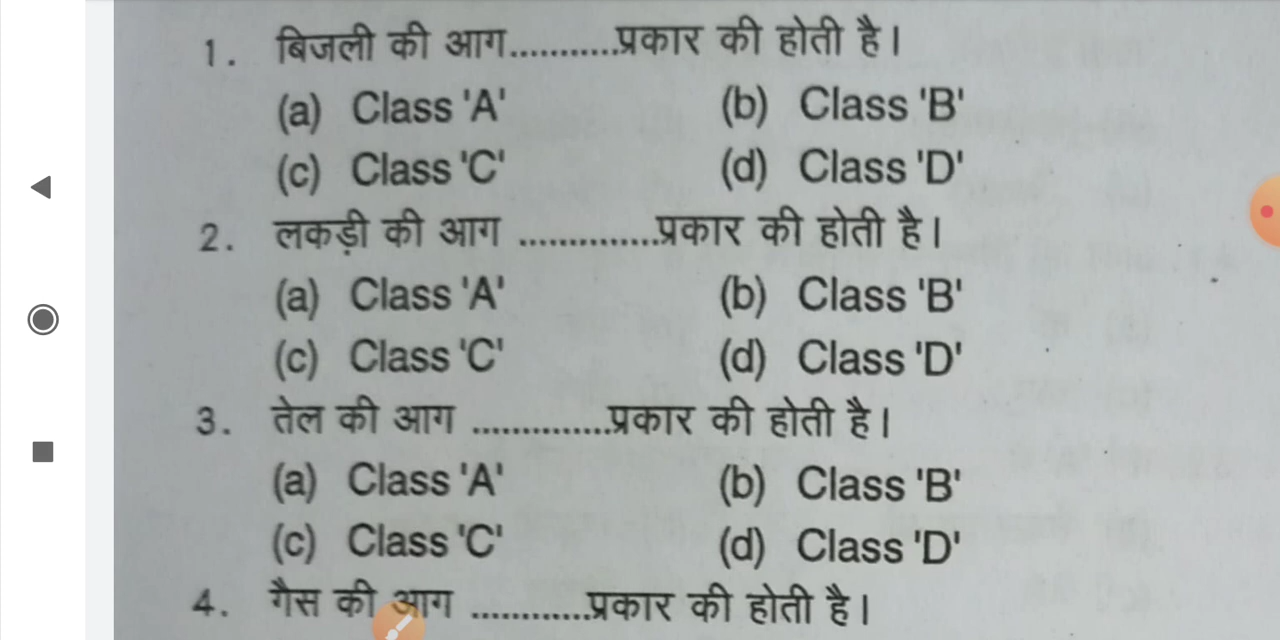 1. बिजली की आग...........प्रकार की होती है।
(a) Class 'A' (b) Class 'B'
(c) Class 'C' (d) Class 'D'
2. लकड़ी की आग ..............प्रकार की होती है।
(a) Class 'A' (b) Class 'B'
(c) Class 'C' (d) Class 'D'
3. तेल की आग ..............प्रकार की होती है।
(a) Class 'A' (b) Class 'B'
(c) Class 'C' (d) Class 'D'
4. गैस की आग ............प्रकार की होती है।